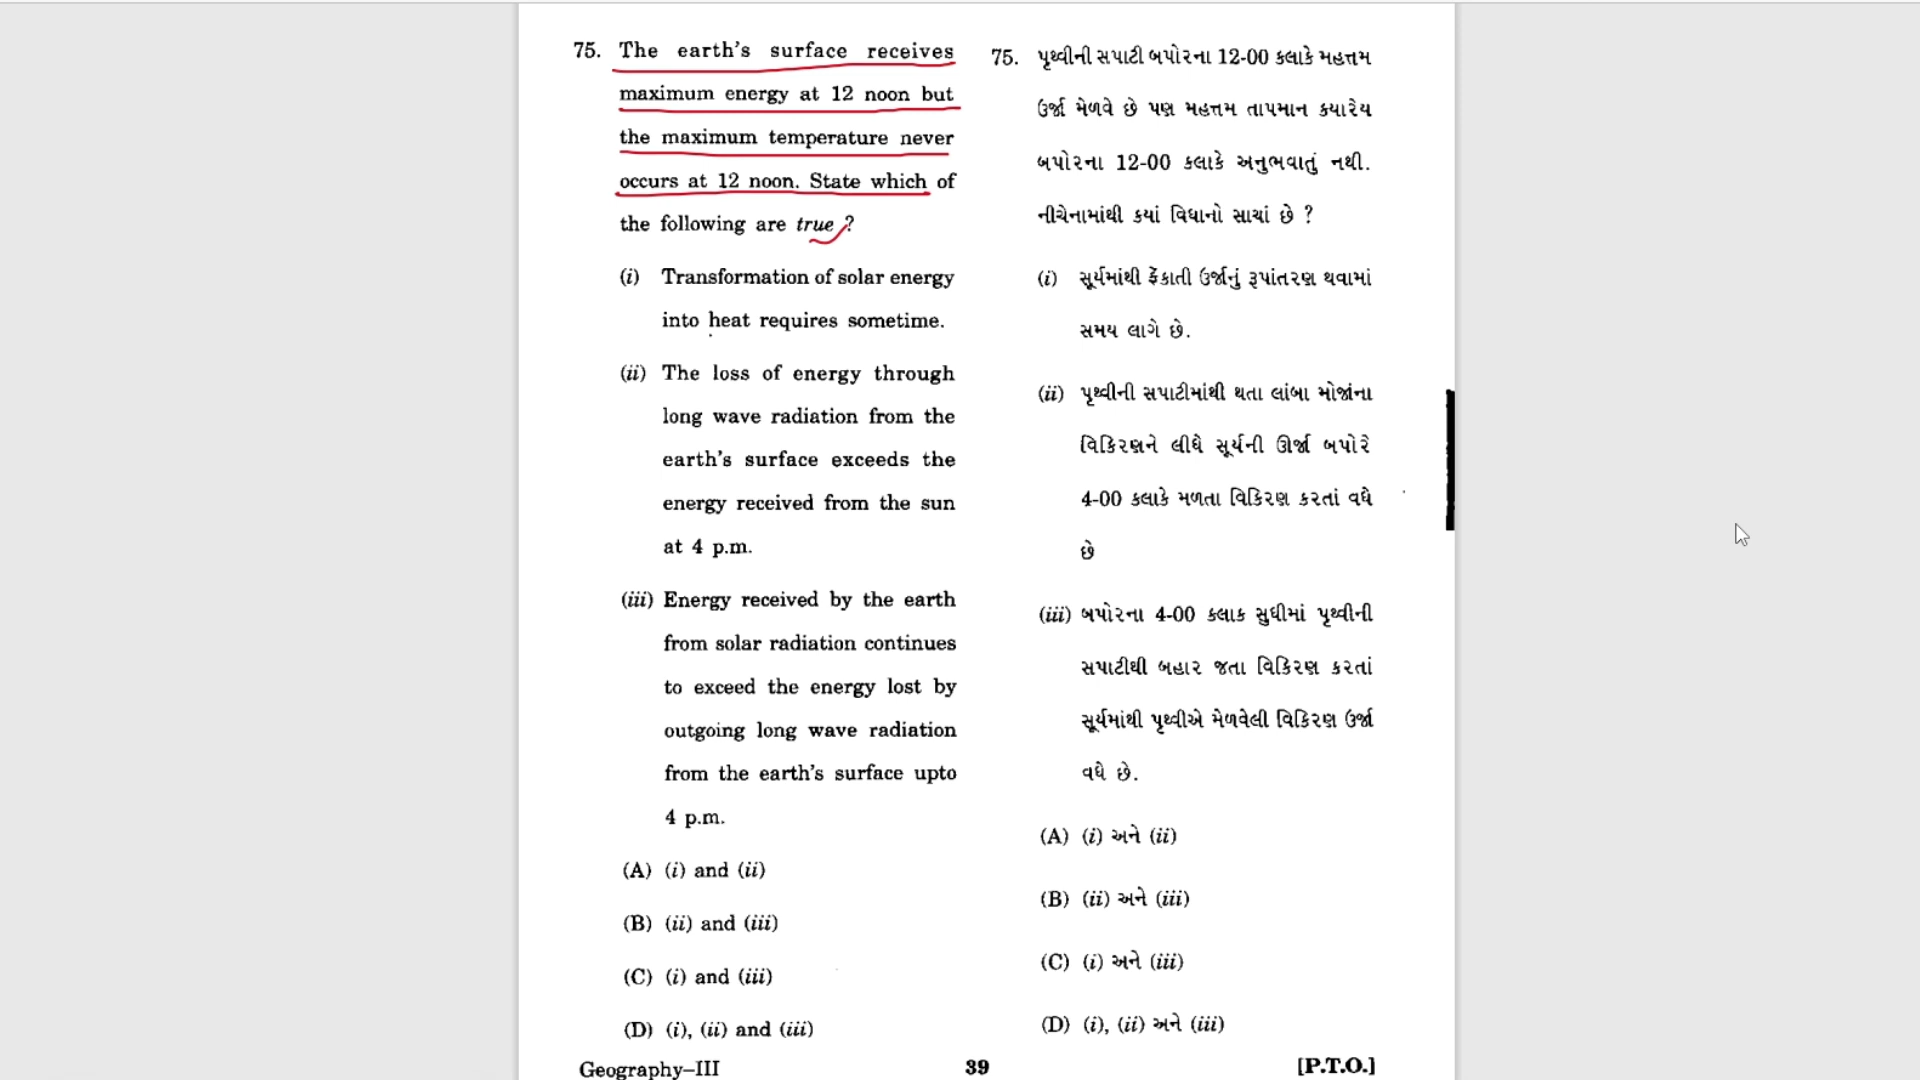 75. The earth's surface receives
maximum energy at 12 noon but
the maximum temperature never
occurs at 12 noon. State which of
the following are true ?
(i) Transformation of solar energy
into heat requires sometime.
(ii) The loss of energy through
long wave radiation from the
earth's surface exceeds the
energy received from the sun
at 4 p.m.
(iii) Energy received by the earth
from solar radiation continues
to exceed the energy lost by
outgoing long wave radiation
from the earth's surface upto
4 p.m.
(A) (i) and (ii)
(B) (ii) and (iii)
(C) (i) and (iii)
(D) (i), (ii) and (iii)
75. પૃથ્વીની સપાટી બપોરના 12-00 કલાકે મહત્તમ
ઉર્જા મેળવે છે પણ મહત્તમ તાપમાન કયારેય
બપોરના 12-00 કલાકે અનુભવાતું નથી.
નીચેનામાંથી કયાં વિધાનો સાચાં છે ?
(i) સૂર્યમાંથી ફેંકાતી ઉર્જાનું રૂપાંતરણ થવામાં
સમય લાગે છે.
(ii) પૃથ્વીની સપાટીમાંથી થતા લાંબા મોજાંના
વિકિરણને લીધે સૂર્યની ઊર્જા બપોરે
4-00 કલાકે મળતા વિકિરણ કરતાં વધે
છે
(iii) બપોરના 4-00 કલાક સુધીમાં પૃથ્વીની
સપાટીથી બહાર જતા વિકિરણ કરતાં
સૂર્યમાંથી પૃથ્વીએ મેળવેલી વિકિરણ ઉર્જા
વધે છે.
(A) (i) અને (ii)
(B) (ii) અને (iii)
(C) (i) અને (iii)
(D) (i), (ii) અને (iii)
Geography–III 39 [P.T.O.]